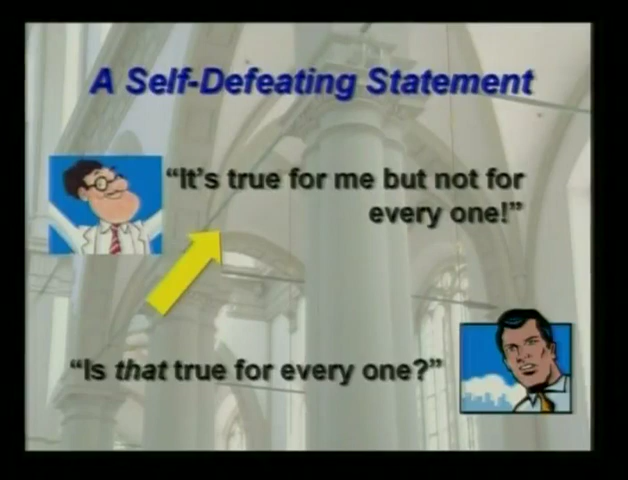 A Self-Defeating Statement
“It’s true for me but not for
every one!”
“Is that true for every one?”